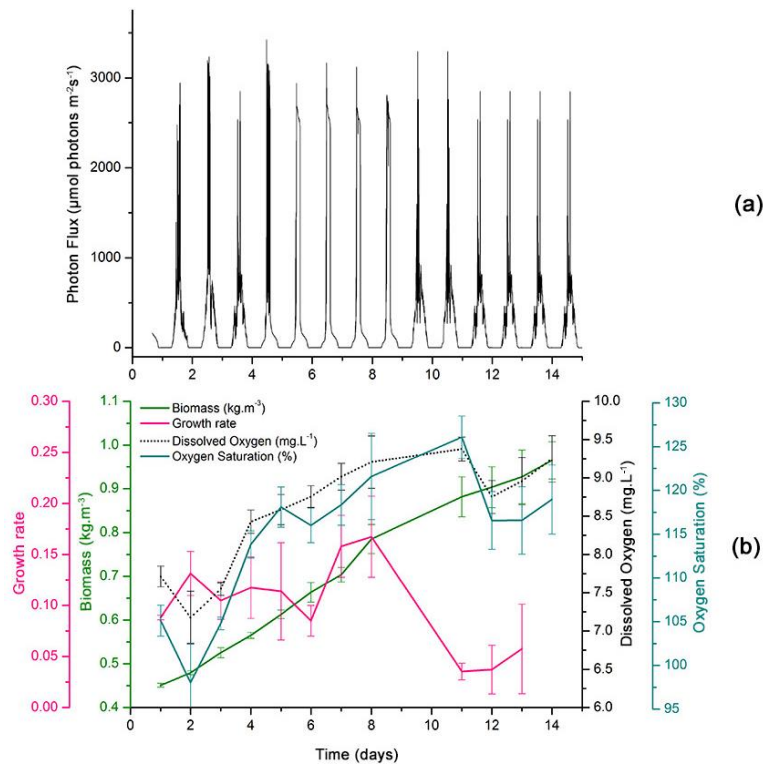 3000
2000
1000
0
Photon Flux (μmol photons m-2s-1)
0 2 4 6 8 10 12 14
(a)
0.30
0.25
0.20
0.15
0.10
0.05
0.00
Growth rate
1.1
1.0
0.9
0.8
0.7
0.6
0.5
0.4
Biomass (kg.m-3)
Biomass (kg.m-3)
Growth rate
Dissolved Oxygen (mg.L-1)
Oxygen Saturation (%)
10.0
9.5
9.0
8.5
8.0
7.5
7.0
6.5
6.0
Dissolved Oxygen (mg.L-1)
130
125
120
115
110
105
100
95
Oxygen Saturation (%)
(b)
0 2 4 6 8 10 12 14
Time (days)